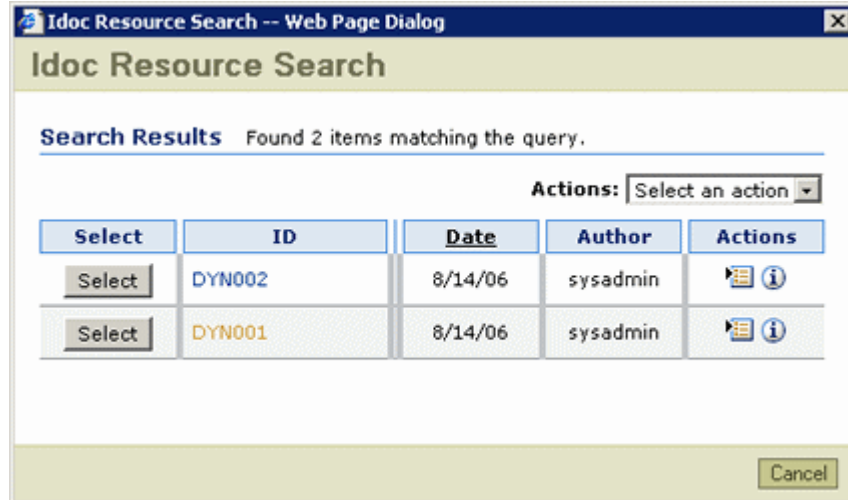 Idoc Resource Search -- Web Page Dialog
Idoc Resource Search
Search Results Found 2 items matching the query.
Actions: Select an action
Select ID Date Author Actions
Select DYN002 8/14/06 sysadmin
Select DYN001 8/14/06 sysadmin
Cancel